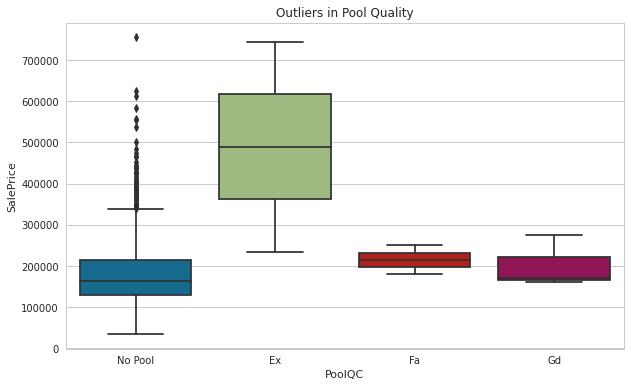 Outliers in Pool Quality
SalePrice
700000
600000
500000
400000
300000
200000
100000
0
No Pool
Ex
Fa
Gd
PoolQC